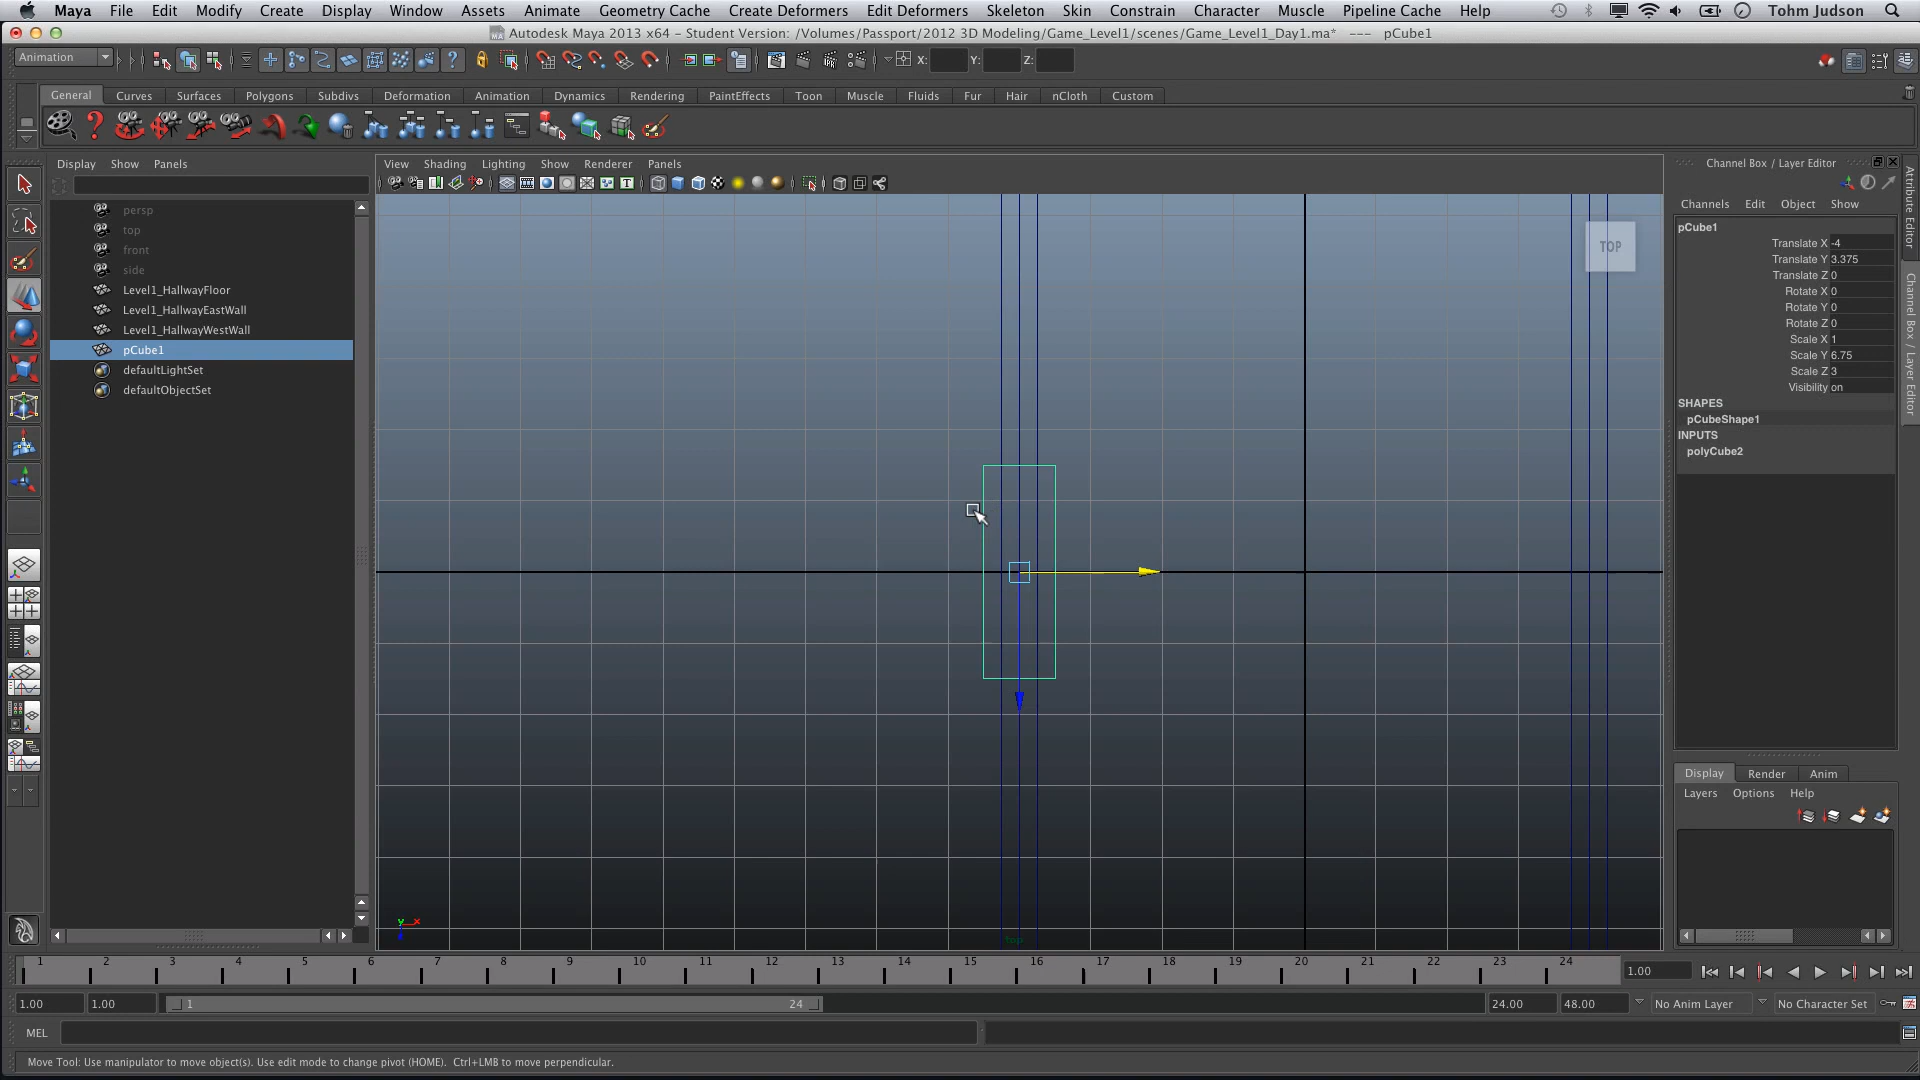 Maya File Edit Modify Create Display Window Assets Animate Geometry Cache Create Deformers Edit Deformers Skeleton Skin Constrain Character Muscle Pipeline Cache Help Tohm Judson
Autodesk Maya 2013 x64 – Student Version: /Volumes/Passport/2012 3D Modeling/Game_Level1/scenes/Game_Level1_Day1.ma* --- pCube1
Animation X: Y: Z:
General Curves Surfaces Polygons Subdivs Deformation Animation Dynamics Rendering PaintEffects Toon Muscle Fluids Fur Hair nCloth Custom
Display Show Panels
View Shading Lighting Show Renderer Panels
Channel Box / Layer Editor
Channels Edit Object Show
persp
top
front
side
Level1_HallwayFloor
Level1_HallwayEastWall
Level1_HallwayWestWall
pCube1
defaultLightSet
defaultObjectSet
TOP
top
y x
pCube1
Translate X -4
Translate Y 3.375
Translate Z 0
Rotate X 0
Rotate Y 0
Rotate Z 0
Scale X 1
Scale Y 6.75
Scale Z 3
Visibility on
SHAPES
pCubeShape1
INPUTS
polyCube2
Attribute Editor
Channel Box / Layer Editor
Display Render Anim
Layers Options Help
1 2 3 4 5 6 7 8 9 10 11 12 13 14 15 16 17 18 19 20 21 22 23 24 1.00
1.00 1.00 1 24 24.00 48.00 No Anim Layer No Character Set
MEL
Move Tool: Use manipulator to move object(s). Use edit mode to change pivot (HOME). Ctrl+LMB to move perpendicular.